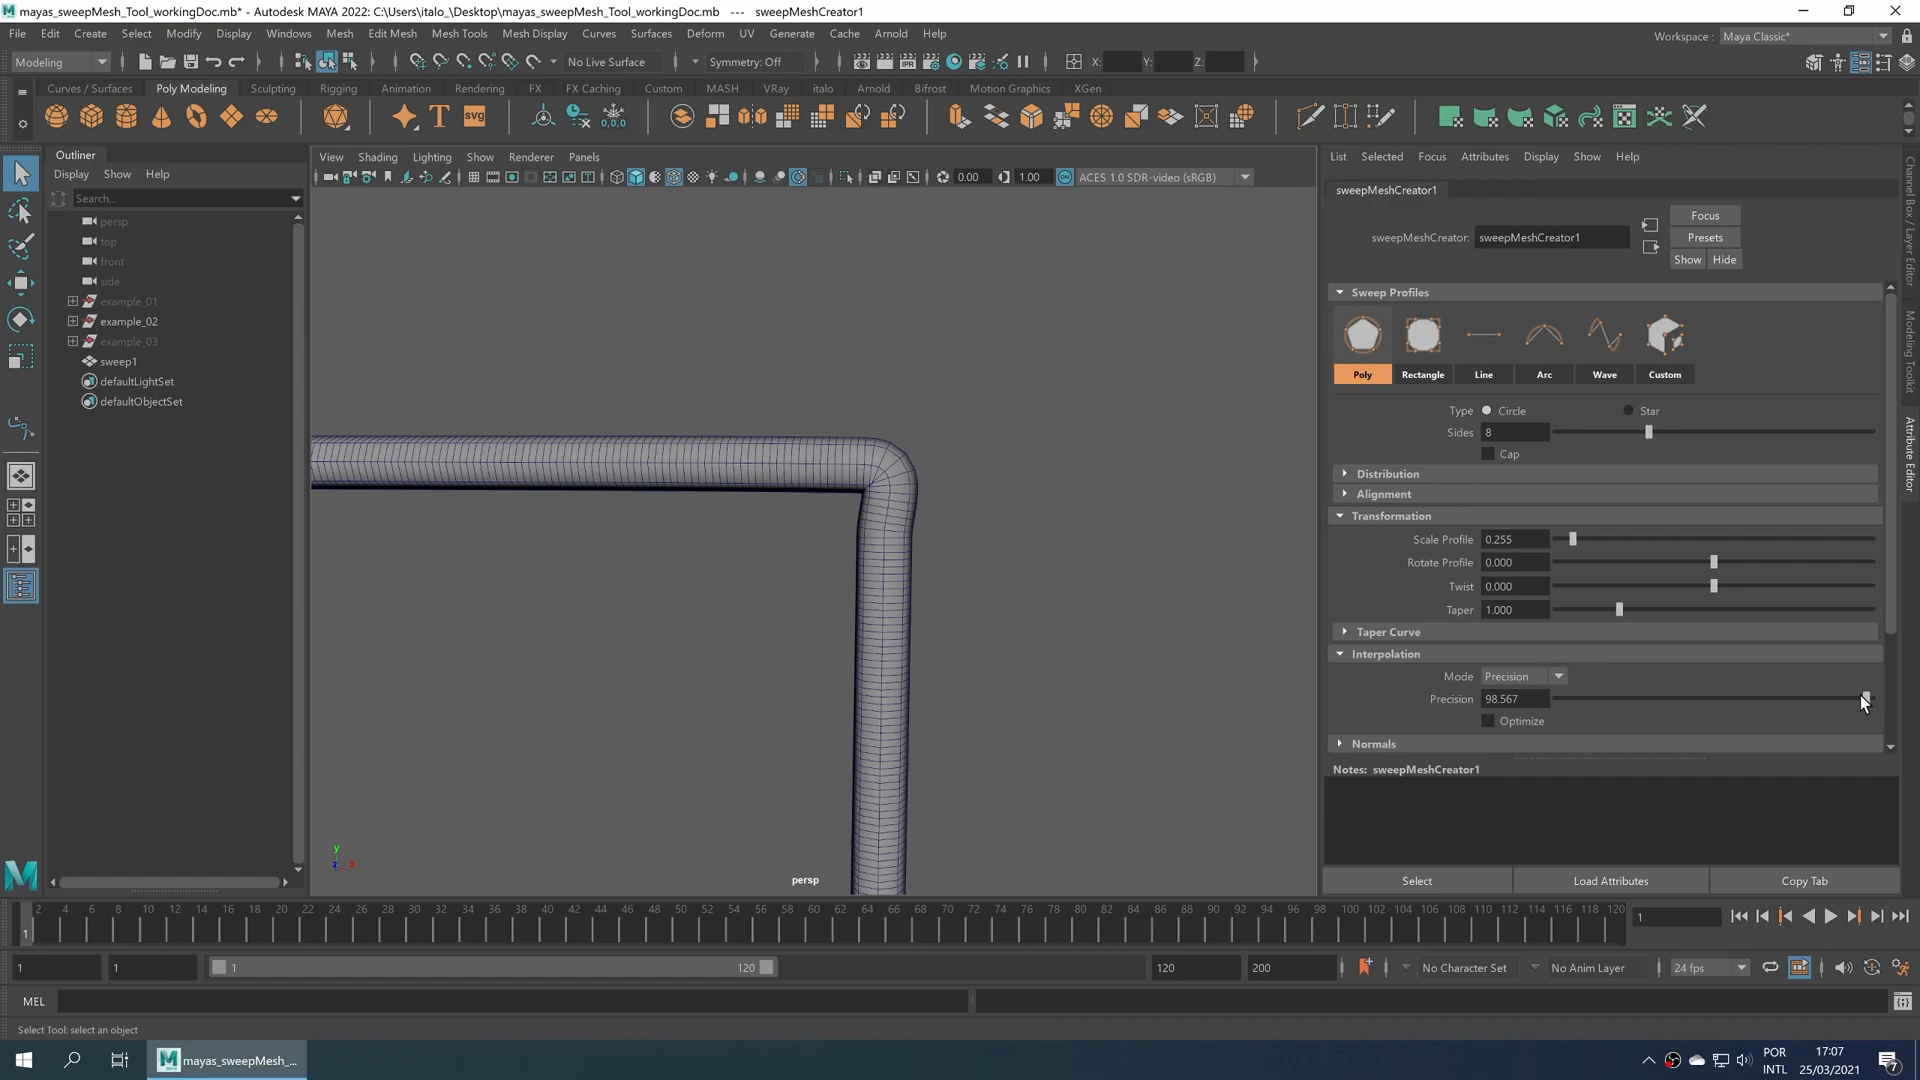 mayas_sweepMesh_Tool_workingDoc.mb* - Autodesk MAYA 2022: C:\Users\italo_\Desktop\mayas_sweepMesh_Tool_workingDoc.mb --- sweepMeshCreator1
File Edit Create Select Modify Display Windows Mesh Edit Mesh Mesh Tools Mesh Display Curves Surfaces Deform UV Generate Cache Arnold Help
Workspace : Maya Classic*
Modeling No Live Surface Symmetry: Off X: Y: Z:
Curves / Surfaces Poly Modeling Sculpting Rigging Animation Rendering FX FX Caching Custom MASH VRay italo Arnold Bifrost Motion Graphics XGen
Outliner
Display Show Help
Search...
persp
top
front
side
example_01
example_02
example_03
sweep1
defaultLightSet
defaultObjectSet
View Shading Lighting Show Renderer Panels
0.00 1.00 ACES 1.0 SDR-video (sRGB)
y
z x
persp
List Selected Focus Attributes Display Show Help
sweepMeshCreator1
sweepMeshCreator: sweepMeshCreator1
Focus
Presets
Show Hide
Sweep Profiles
Poly Rectangle Line Arc Wave Custom
Type Circle Star
Sides 8
Cap
Distribution
Alignment
Transformation
Scale Profile 0.255
Rotate Profile 0.000
Twist 0.000
Taper 1.000
Taper Curve
Interpolation
Mode Precision
Precision 98.567
Optimize
Normals
Notes: sweepMeshCreator1
Select Load Attributes Copy Tab
Channel Box / Layer Editor
Modeling Toolkit
Attribute Editor
2 4 6 8 10 12 14 16 18 20 22 24 26 28 30 32 34 36 38 40 42 44 46 48 50 52 54 56 58 60 62 64 66 68 70 72 74 76 78 80 82 84 86 88 90 92 94 96 98 100 102 104 106 108 110 112 114 116 118 120
1
1
1 1 1 120 120 200 No Character Set No Anim Layer 24 fps
MEL
Select Tool: select an object
mayas_sweepMesh_...
POR
INTL
17:07
25/03/2021
7